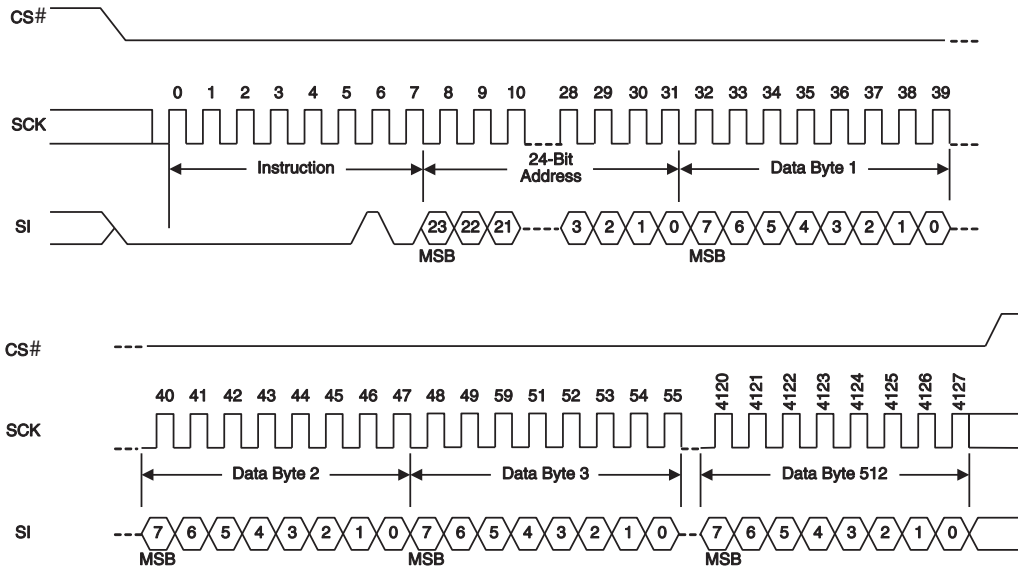 CS#
0 1 2 3 4 5 6 7 8 9 10 28 29 30 31 32 33 34 35 36 37 38 39
SCK
Instruction 24-Bit Address Data Byte 1
SI 23 22 21 3 2 1 0 7 6 5 4 3 2 1 0
MSB MSB
CS#
40 41 42 43 44 45 46 47 48 49 59 51 52 53 54 55 4120 4121 4122 4123 4124 4125 4126 4127
SCK
Data Byte 2 Data Byte 3 Data Byte 512
SI 7 6 5 4 3 2 1 0 7 6 5 4 3 2 1 0 7 6 5 4 3 2 1 0
MSB MSB MSB